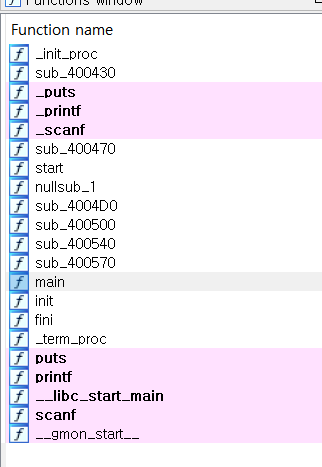 Functions window
Function name
_init_proc
sub_400430
_puts
_printf
_scanf
sub_400470
start
nullsub_1
sub_4004D0
sub_400500
sub_400540
sub_400570
main
init
fini
_term_proc
puts
printf
__libc_start_main
scanf
__gmon_start__